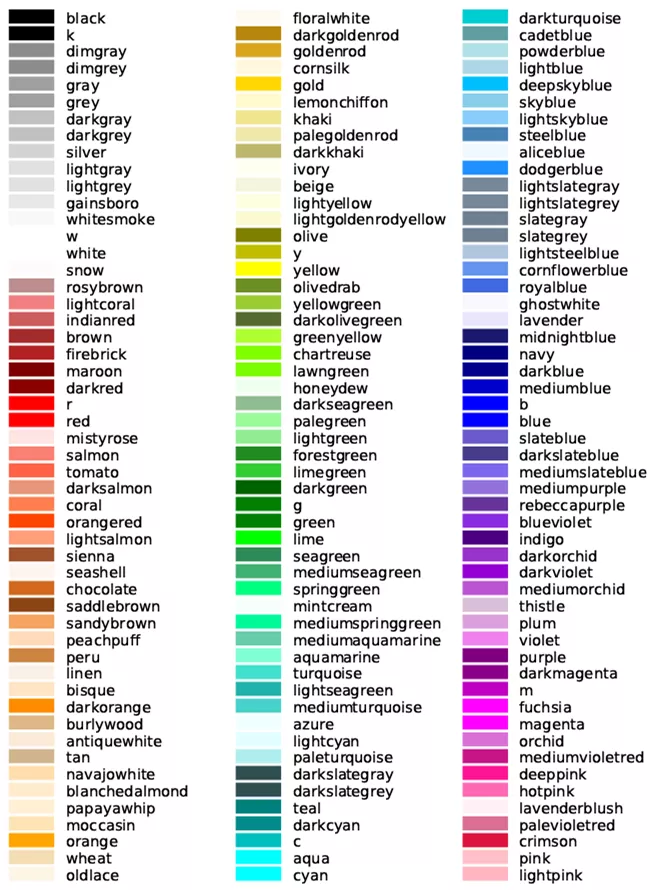 black
k
dimgray
dimgrey
gray
grey
darkgray
darkgrey
silver
lightgray
lightgrey
gainsboro
whitesmoke
w
white
snow
rosybrown
lightcoral
indianred
brown
firebrick
maroon
darkred
r
red
mistyrose
salmon
tomato
darksalmon
coral
orangered
lightsalmon
sienna
seashell
chocolate
saddlebrown
sandybrown
peachpuff
peru
linen
bisque
darkorange
burlywood
antiquewhite
tan
navajowhite
blanchedalmond
papayawhip
moccasin
orange
wheat
oldlace
floralwhite
darkgoldenrod
goldenrod
cornsilk
gold
lemonchiffon
khaki
palegoldenrod
darkkhaki
ivory
beige
lightyellow
lightgoldenrodyellow
olive
y
yellow
olivedrab
yellowgreen
darkolivegreen
greenyellow
chartreuse
lawngreen
honeydew
darkseagreen
palegreen
lightgreen
forestgreen
limegreen
darkgreen
g
green
lime
seagreen
mediumseagreen
springgreen
mintcream
mediumspringgreen
mediumaquamarine
aquamarine
turquoise
lightseagreen
mediumturquoise
azure
lightcyan
paleturquoise
darkslategray
darkslategrey
teal
darkcyan
c
aqua
cyan
darkturquoise
cadetblue
powderblue
lightblue
deepskyblue
skyblue
lightskyblue
steelblue
aliceblue
dodgerblue
lightslategray
lightslategrey
slategray
slategrey
lightsteelblue
cornflowerblue
royalblue
ghostwhite
lavender
midnightblue
navy
darkblue
mediumblue
b
blue
slateblue
darkslateblue
mediumslateblue
mediumpurple
rebeccapurple
blueviolet
indigo
darkorchid
darkviolet
mediumorchid
thistle
plum
violet
purple
darkmagenta
m
fuchsia
magenta
orchid
mediumvioletred
deeppink
hotpink
lavenderblush
palevioletred
crimson
pink
lightpink